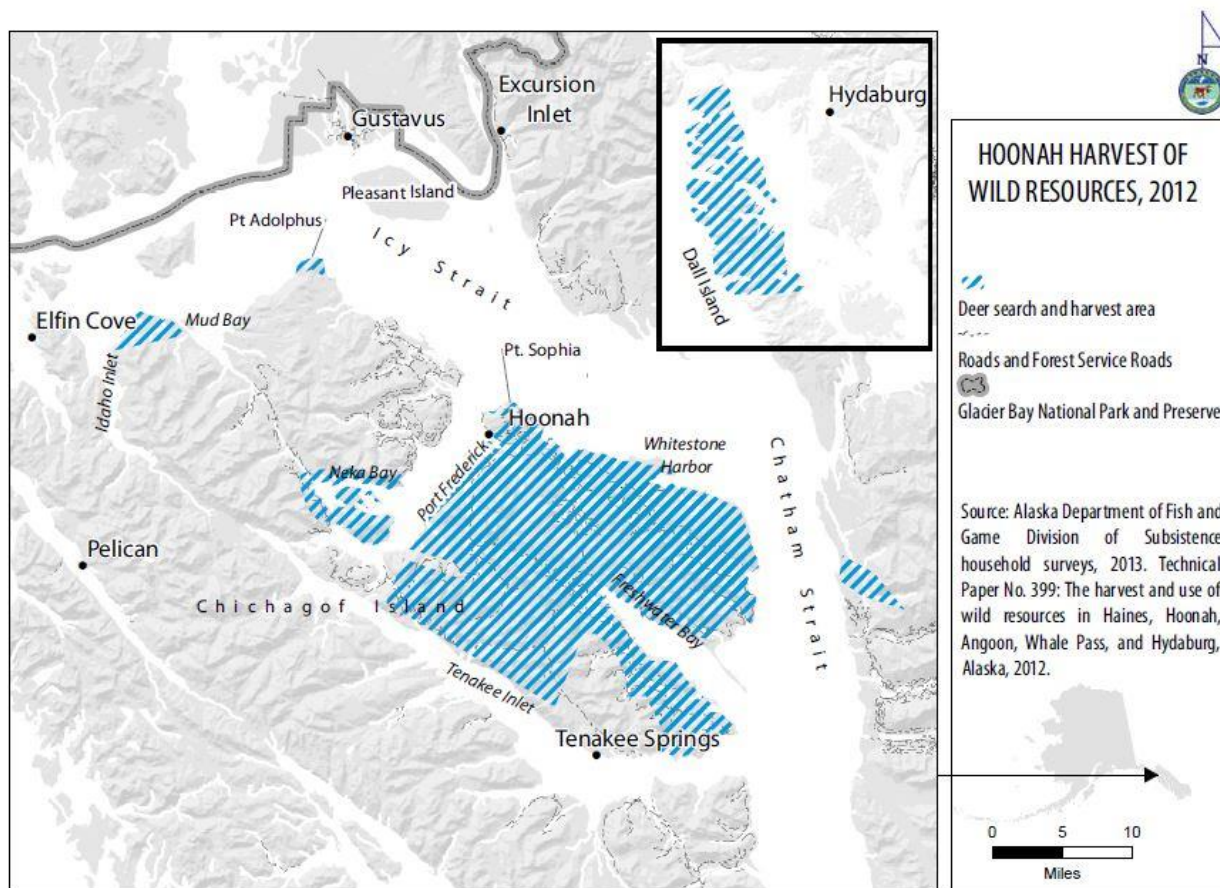 Excursion
Inlet
Gustavus
Pleasant Island
Pt Adolphus
Icy Strait
Elfin Cove
Mud Bay
Idaho Inlet
Pt. Sophia
Hoonah
Whitestone
Harbor
Neka Bay
Port Frederick
Pelican
Chichagof Island
Freshwater Bay
Chatham Strait
Tenakee Inlet
Tenakee Springs
Hydaburg
Dall Island
N
HOONAH HARVEST OF
WILD RESOURCES, 2012
Deer search and harvest area
Roads and Forest Service Roads
Glacier Bay National Park and Preserve
Source: Alaska Department of Fish and
Game Division of Subsistence
household surveys, 2013. Technical
Paper No. 399: The harvest and use of
wild resources in Haines, Hoonah,
Angoon, Whale Pass, and Hydaburg,
Alaska, 2012.
0 5 10
Miles